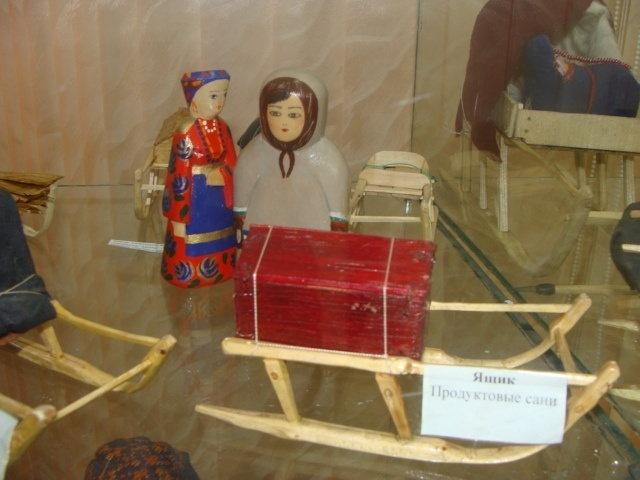 Ящик
Продуктовые сани